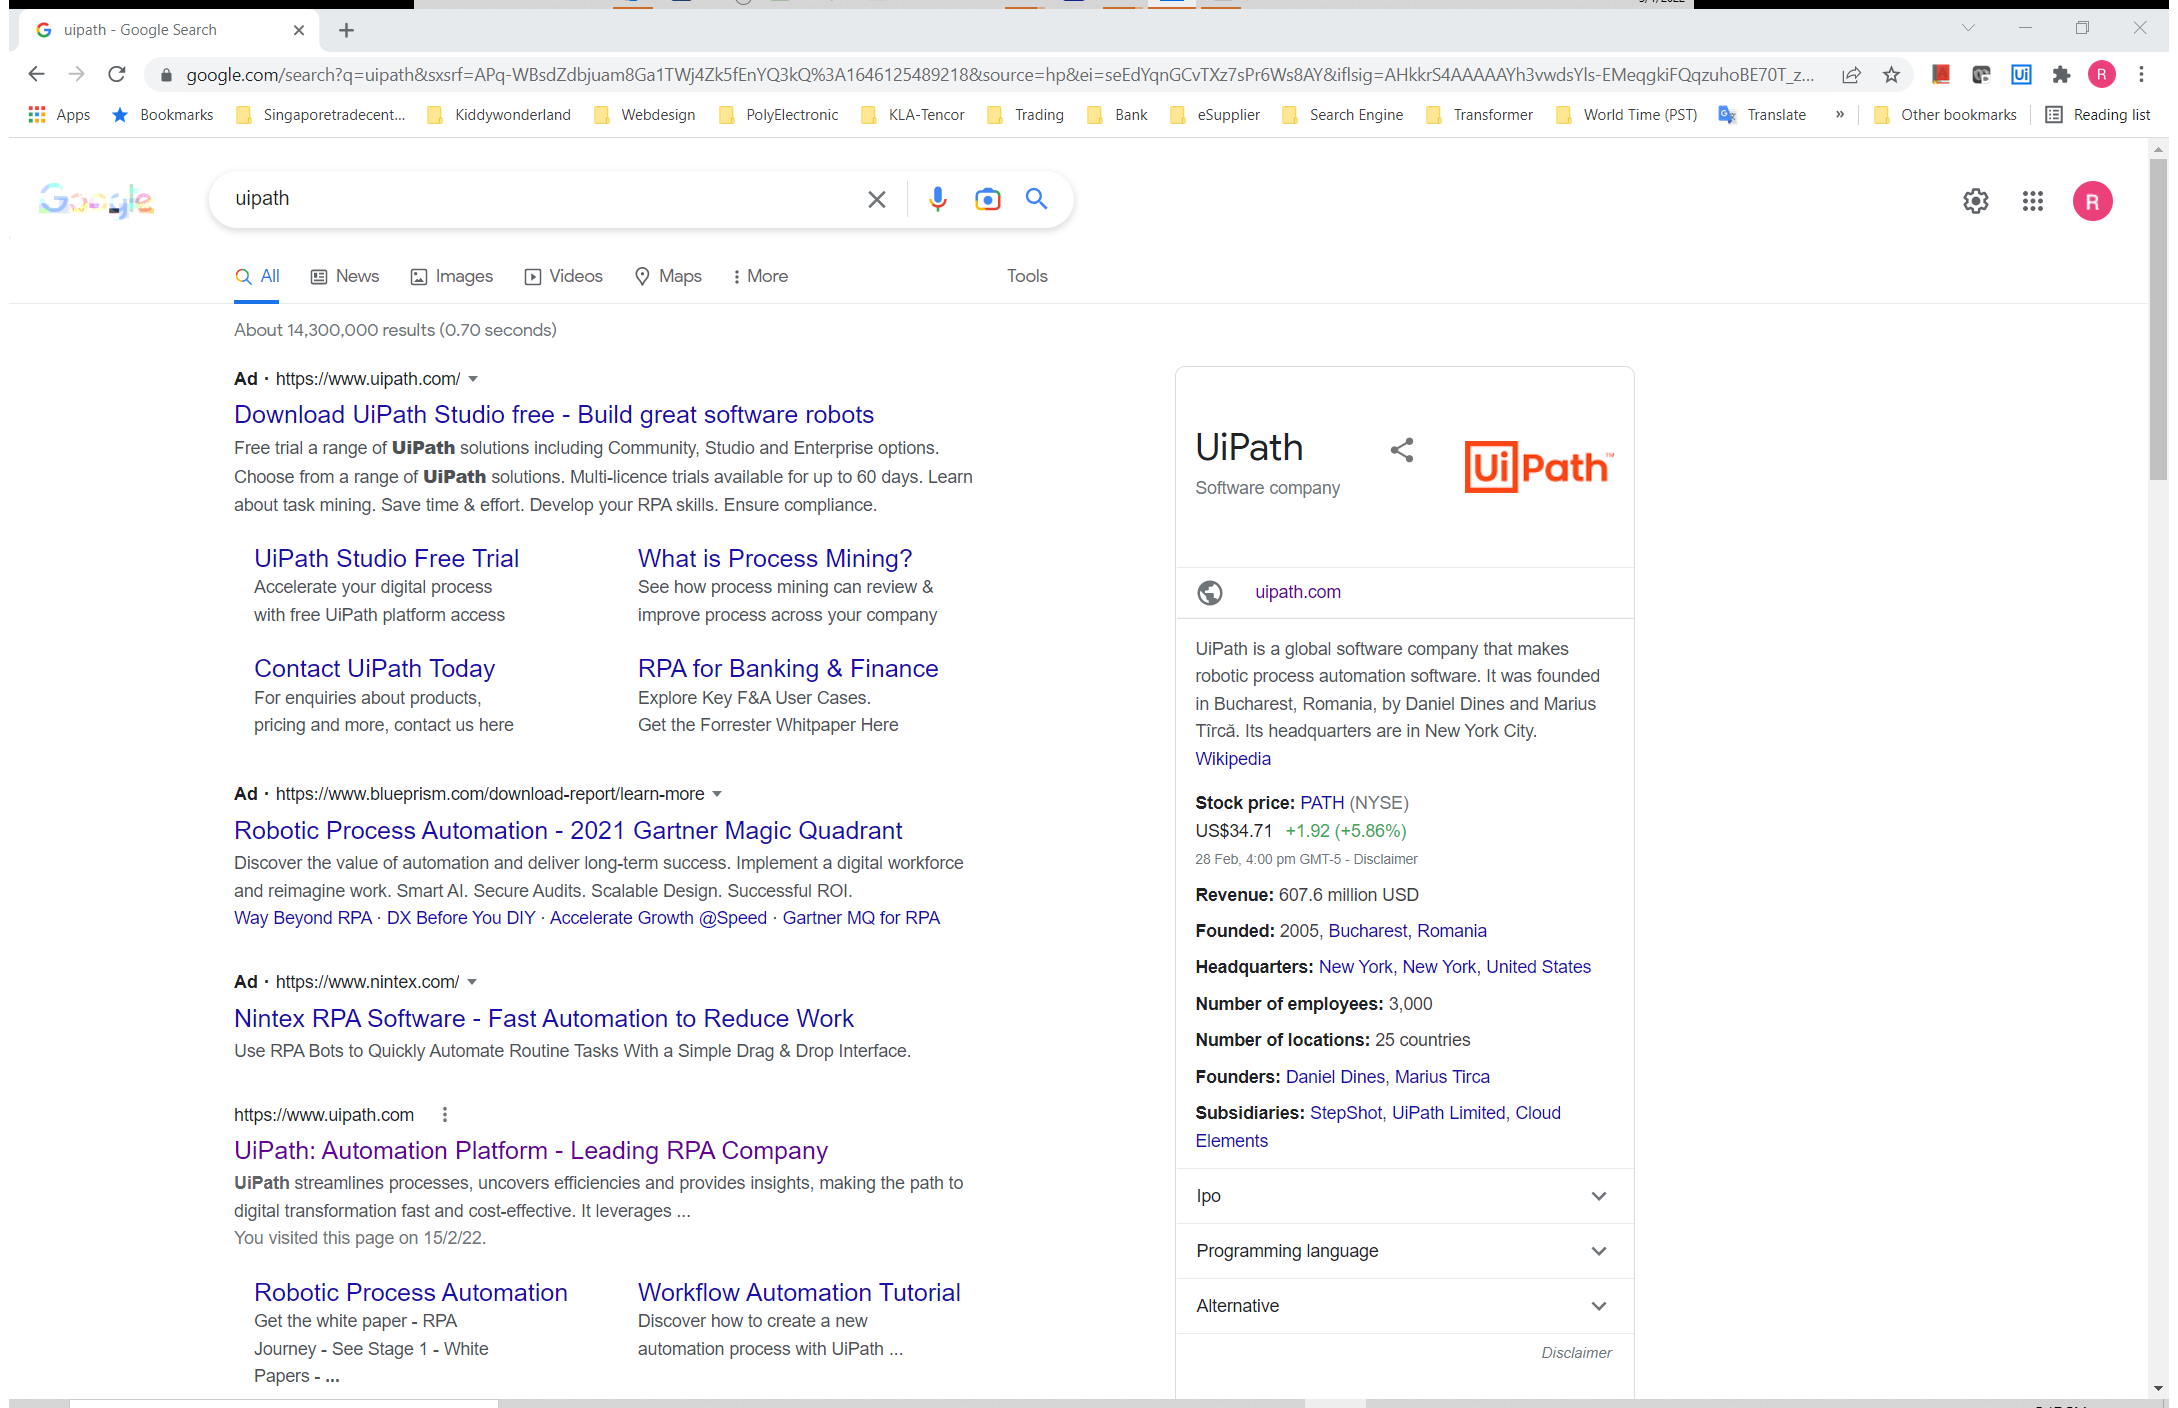 uipath - Google Search
google.com/search?q=uipath&sxsrf=APq-WBsdZdbjuam8Ga1TWj4Zk5fEnYQ3kQ%3A1646125489218&source=hp&ei=seEdYqnGCvTXz7sPr6Ws8AY&iflsig=AHkkrS4AAAAAYh3vwdsYls-EMeqgkiFQqzuhoBE70T_z...
Ui
R
Apps Bookmarks Singaporetradecent... Kiddywonderland Webdesign PolyElectronic KLA-Tencor Trading Bank eSupplier Search Engine Transformer World Time (PST) Translate » Other bookmarks Reading list
Google
uipath
R
All News Images Videos Maps More Tools
About 14,300,000 results (0.70 seconds)
Ad · https://www.uipath.com/
Download UiPath Studio free - Build great software robots
Free trial a range of UiPath solutions including Community, Studio and Enterprise options.
Choose from a range of UiPath solutions. Multi-licence trials available for up to 60 days. Learn
about task mining. Save time & effort. Develop your RPA skills. Ensure compliance.
UiPath Studio Free Trial
Accelerate your digital process
with free UiPath platform access
What is Process Mining?
See how process mining can review &
improve process across your company
Contact UiPath Today
For enquiries about products,
pricing and more, contact us here
RPA for Banking & Finance
Explore Key F&A User Cases.
Get the Forrester Whitpaper Here
Ad · https://www.blueprism.com/download-report/learn-more
Robotic Process Automation - 2021 Gartner Magic Quadrant
Discover the value of automation and deliver long-term success. Implement a digital workforce
and reimagine work. Smart AI. Secure Audits. Scalable Design. Successful ROI.
Way Beyond RPA · DX Before You DIY · Accelerate Growth @Speed · Gartner MQ for RPA
Ad · https://www.nintex.com/
Nintex RPA Software - Fast Automation to Reduce Work
Use RPA Bots to Quickly Automate Routine Tasks With a Simple Drag & Drop Interface.
https://www.uipath.com
UiPath: Automation Platform - Leading RPA Company
UiPath streamlines processes, uncovers efficiencies and provides insights, making the path to
digital transformation fast and cost-effective. It leverages ...
You visited this page on 15/2/22.
Robotic Process Automation
Get the white paper - RPA
Journey - See Stage 1 - White
Papers - ...
Workflow Automation Tutorial
Discover how to create a new
automation process with UiPath ...
UiPath
Software company
UiPath™
uipath.com
UiPath is a global software company that makes
robotic process automation software. It was founded
in Bucharest, Romania, by Daniel Dines and Marius
Tîrcă. Its headquarters are in New York City.
Wikipedia
Stock price: PATH (NYSE)
US$34.71 +1.92 (+5.86%)
28 Feb, 4:00 pm GMT-5 - Disclaimer
Revenue: 607.6 million USD
Founded: 2005, Bucharest, Romania
Headquarters: New York, New York, United States
Number of employees: 3,000
Number of locations: 25 countries
Founders: Daniel Dines, Marius Tirca
Subsidiaries: StepShot, UiPath Limited, Cloud
Elements
Ipo
Programming language
Alternative
Disclaimer